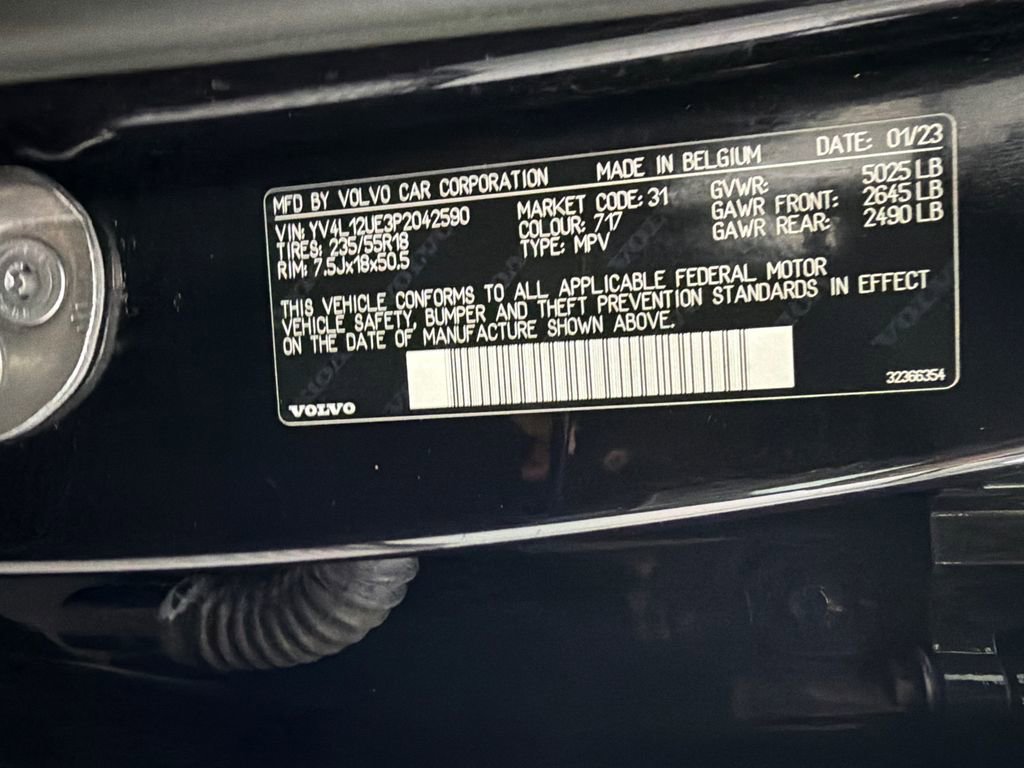 MFD BY VOLVO CAR CORPORATION MADE IN BELGIUM DATE: 01/23
VIN: YV4L12UE3P2042590 MARKET CODE: 31 GVWR: 5025 LB
TIRES: 235/55R18 COLOUR: 717 GAWR FRONT: 2645 LB
RIM: 7.5Jx18x50.5 TYPE: MPV GAWR REAR: 2490 LB
THIS VEHICLE CONFORMS TO ALL APPLICABLE FEDERAL MOTOR
VEHICLE SAFETY, BUMPER AND THEFT PREVENTION STANDARDS IN EFFECT
ON THE DATE OF MANUFACTURE SHOWN ABOVE.
32366354
VOLVO